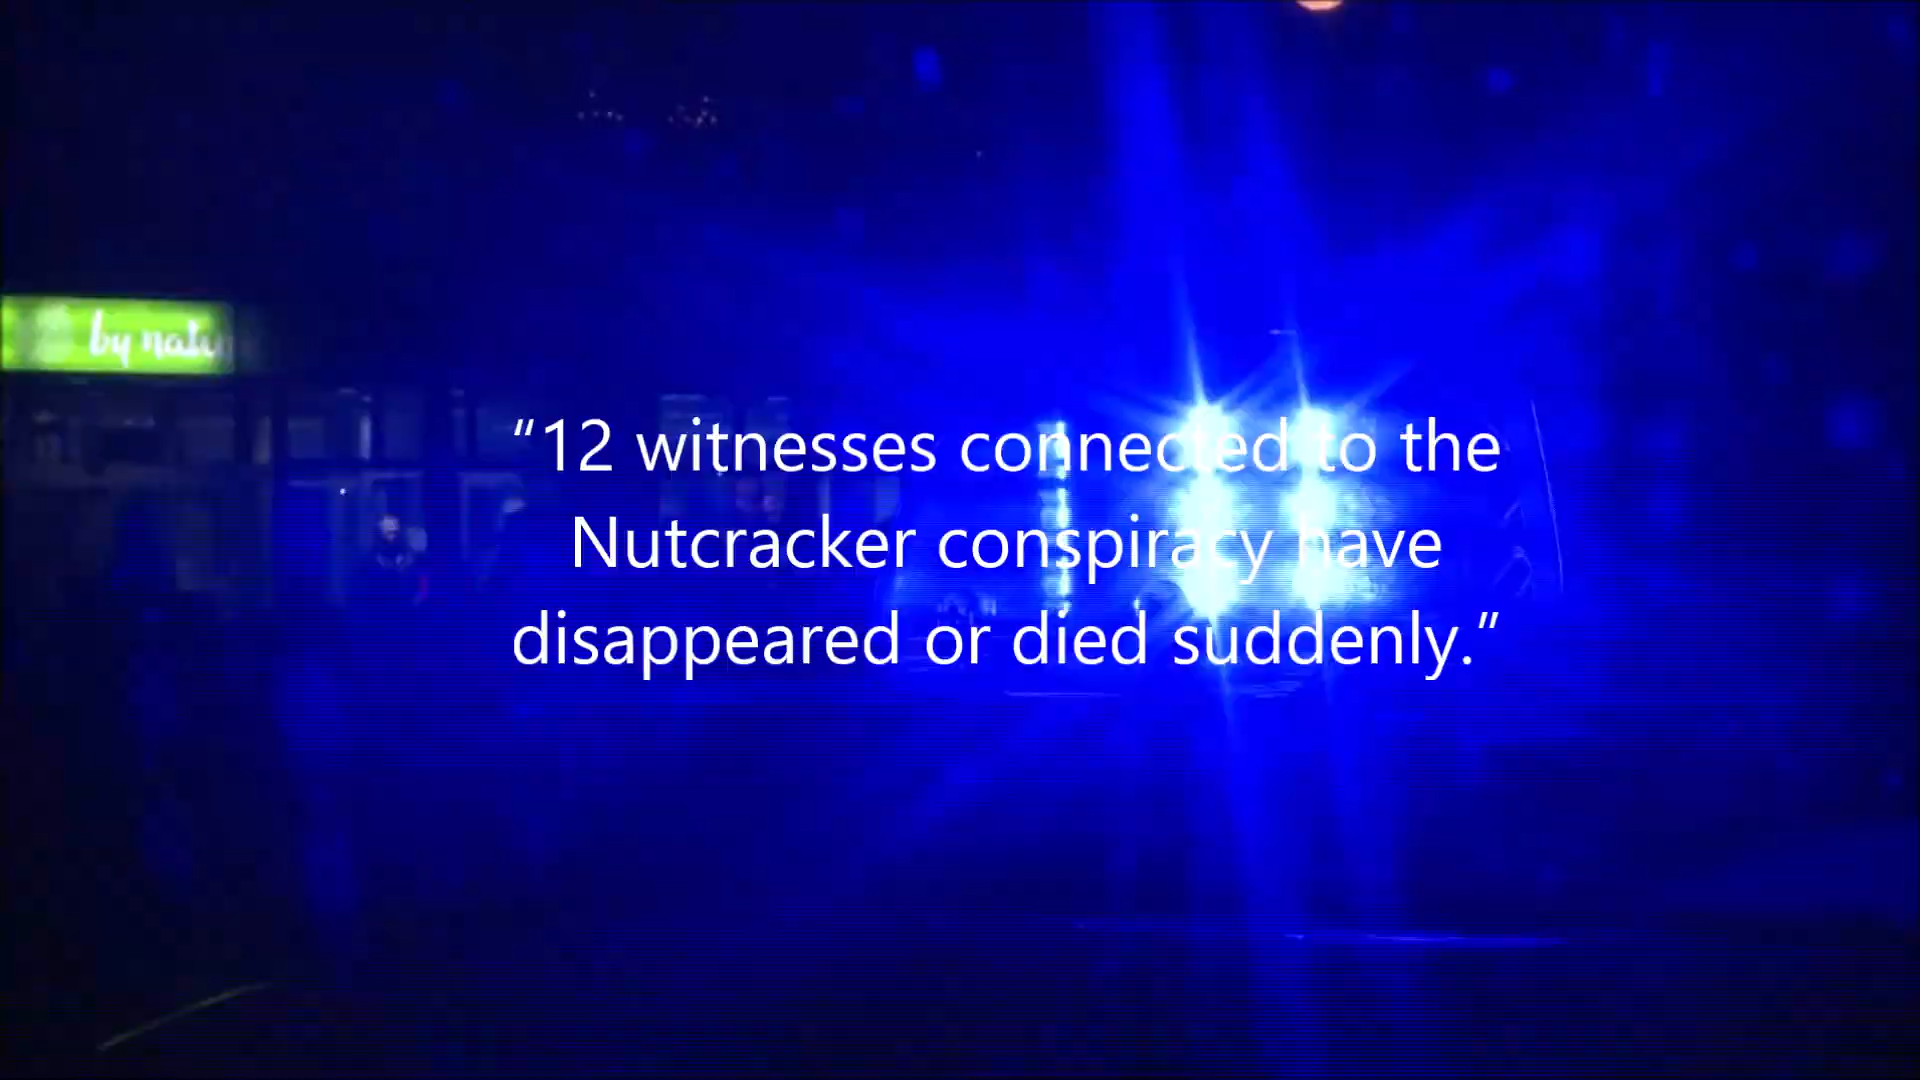 by natu
“12 witnesses connected to the
Nutcracker conspiracy have
disappeared or died suddenly.”